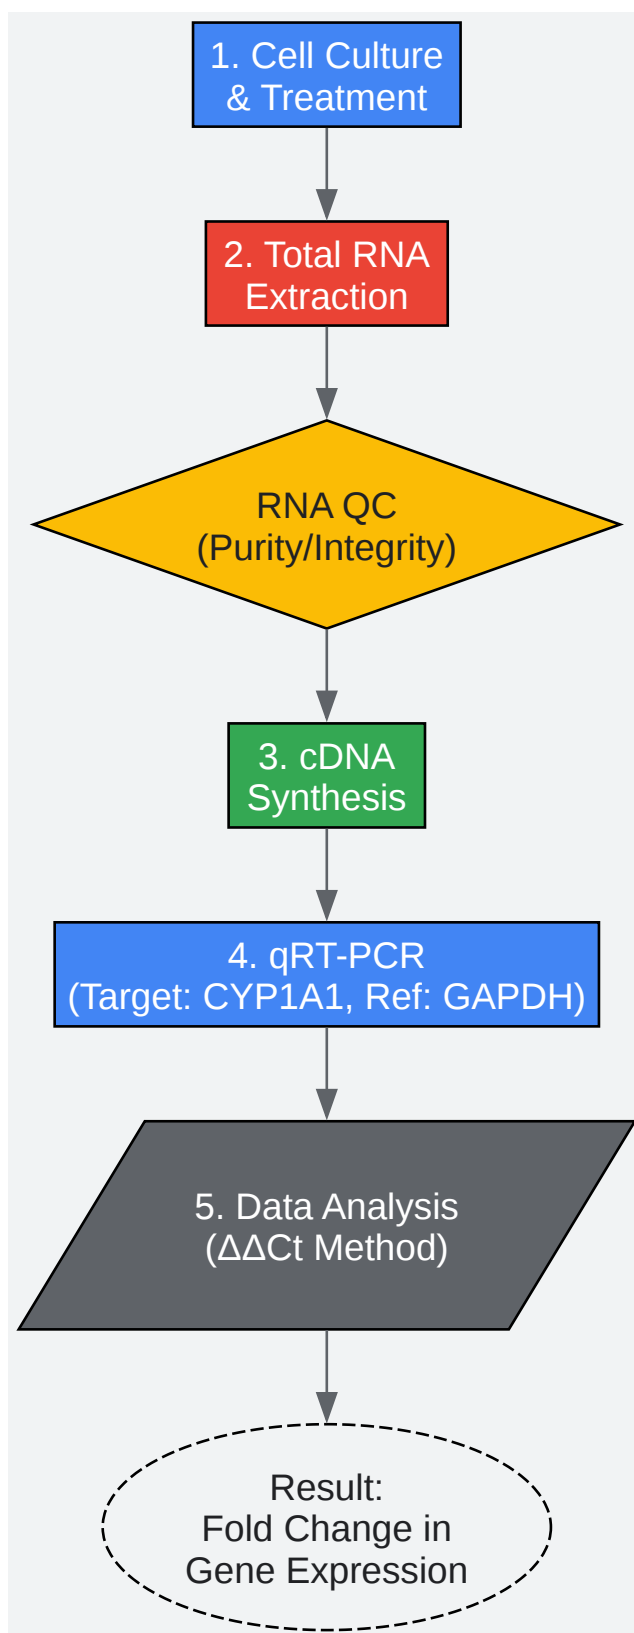 1. Cell Culture
& Treatment
2. Total RNA
Extraction
RNA QC
(Purity/Integrity)
3. cDNA
Synthesis
4. qRT-PCR
(Target: CYP1A1, Ref: GAPDH)
5. Data Analysis
(ΔΔCt Method)
Result:
Fold Change in
Gene Expression